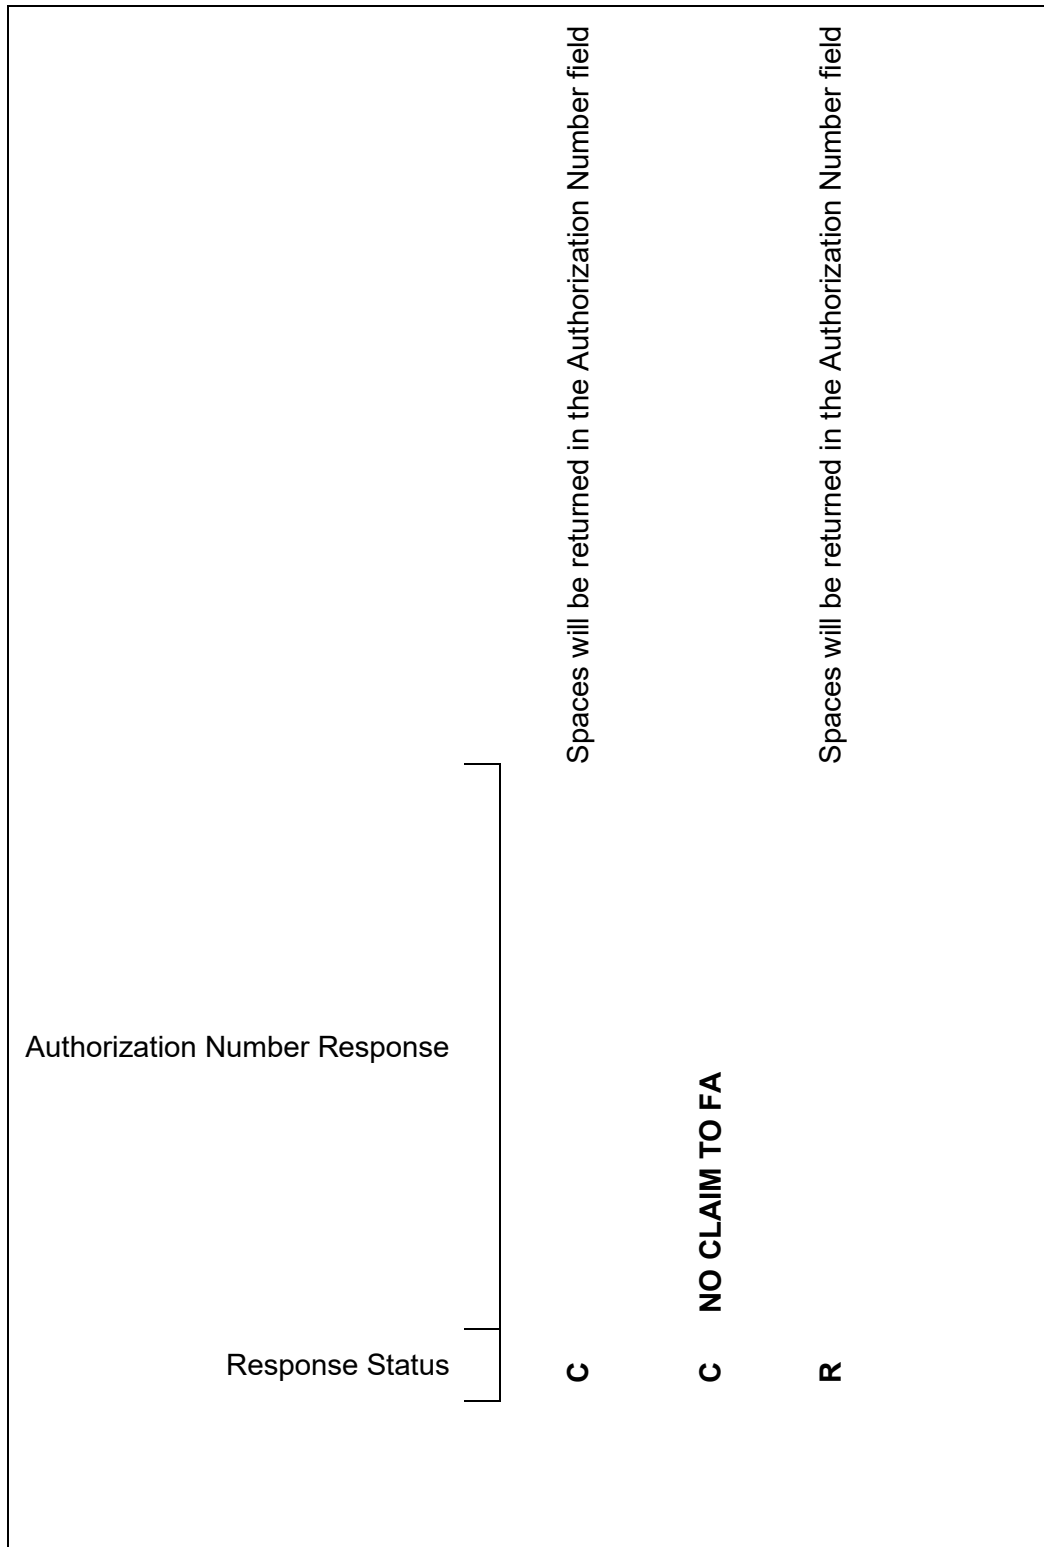 Response Status
Authorization Number Response
C Spaces will be returned in the Authorization Number field
C NO CLAIM TO FA
R Spaces will be returned in the Authorization Number field